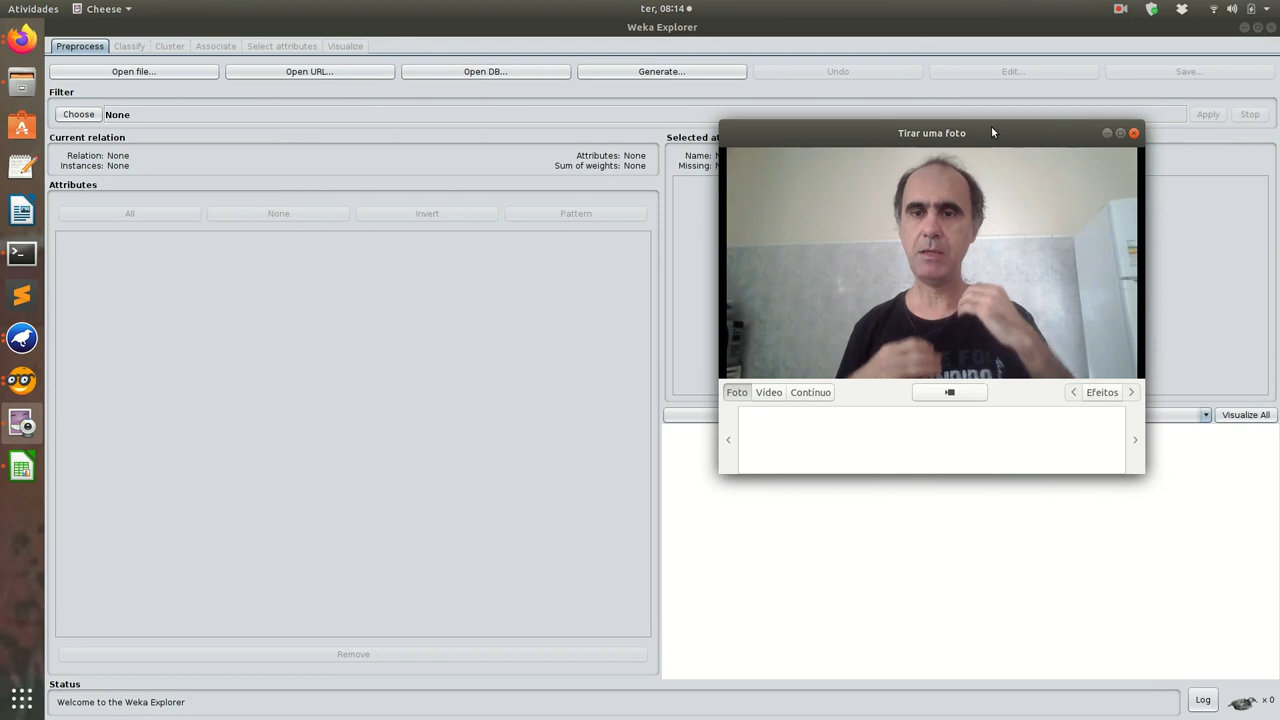 Atividades Cheese ter, 08:14
Weka Explorer
Preprocess Classify Cluster Associate Select attributes Visualize
Open file... Open URL... Open DB... Generate... Undo Edit... Save...
Filter
Choose None Apply Stop
Current relation
Relation: None Attributes: None
Instances: None Sum of weights: None
Attributes
All None Invert Pattern
Remove
Selected at
Name: N
Missing: N
Tirar uma foto
Foto Vídeo Contínuo Efeitos
Visualize All
Status
Welcome to the Weka Explorer
Log x 0